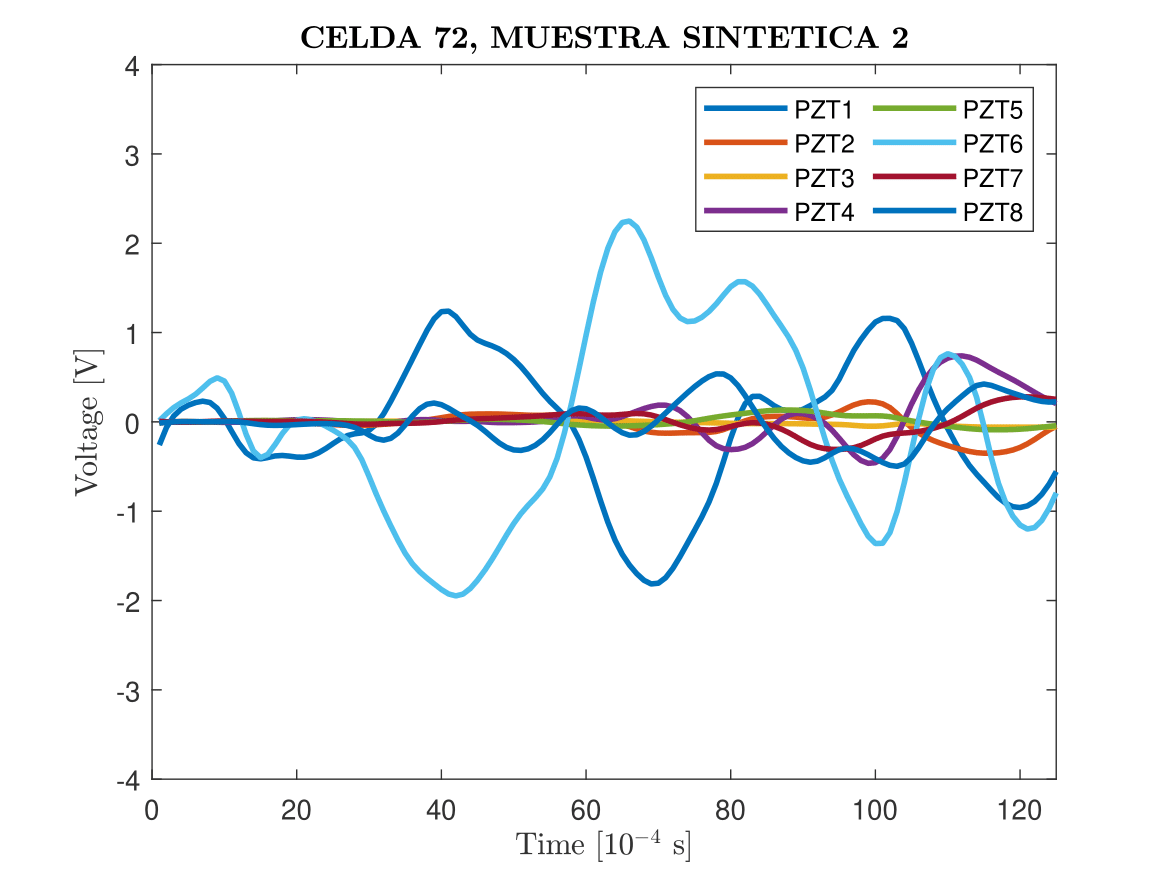 CELDA 72, MUESTRA SINTETICA 2
4
3
2
1
0
-1
-2
-3
-4
Voltage [V]
PZT1 PZT5
PZT2 PZT6
PZT3 PZT7
PZT4 PZT8
0 20 40 60 80 100 120
Time [10⁻⁴ s]